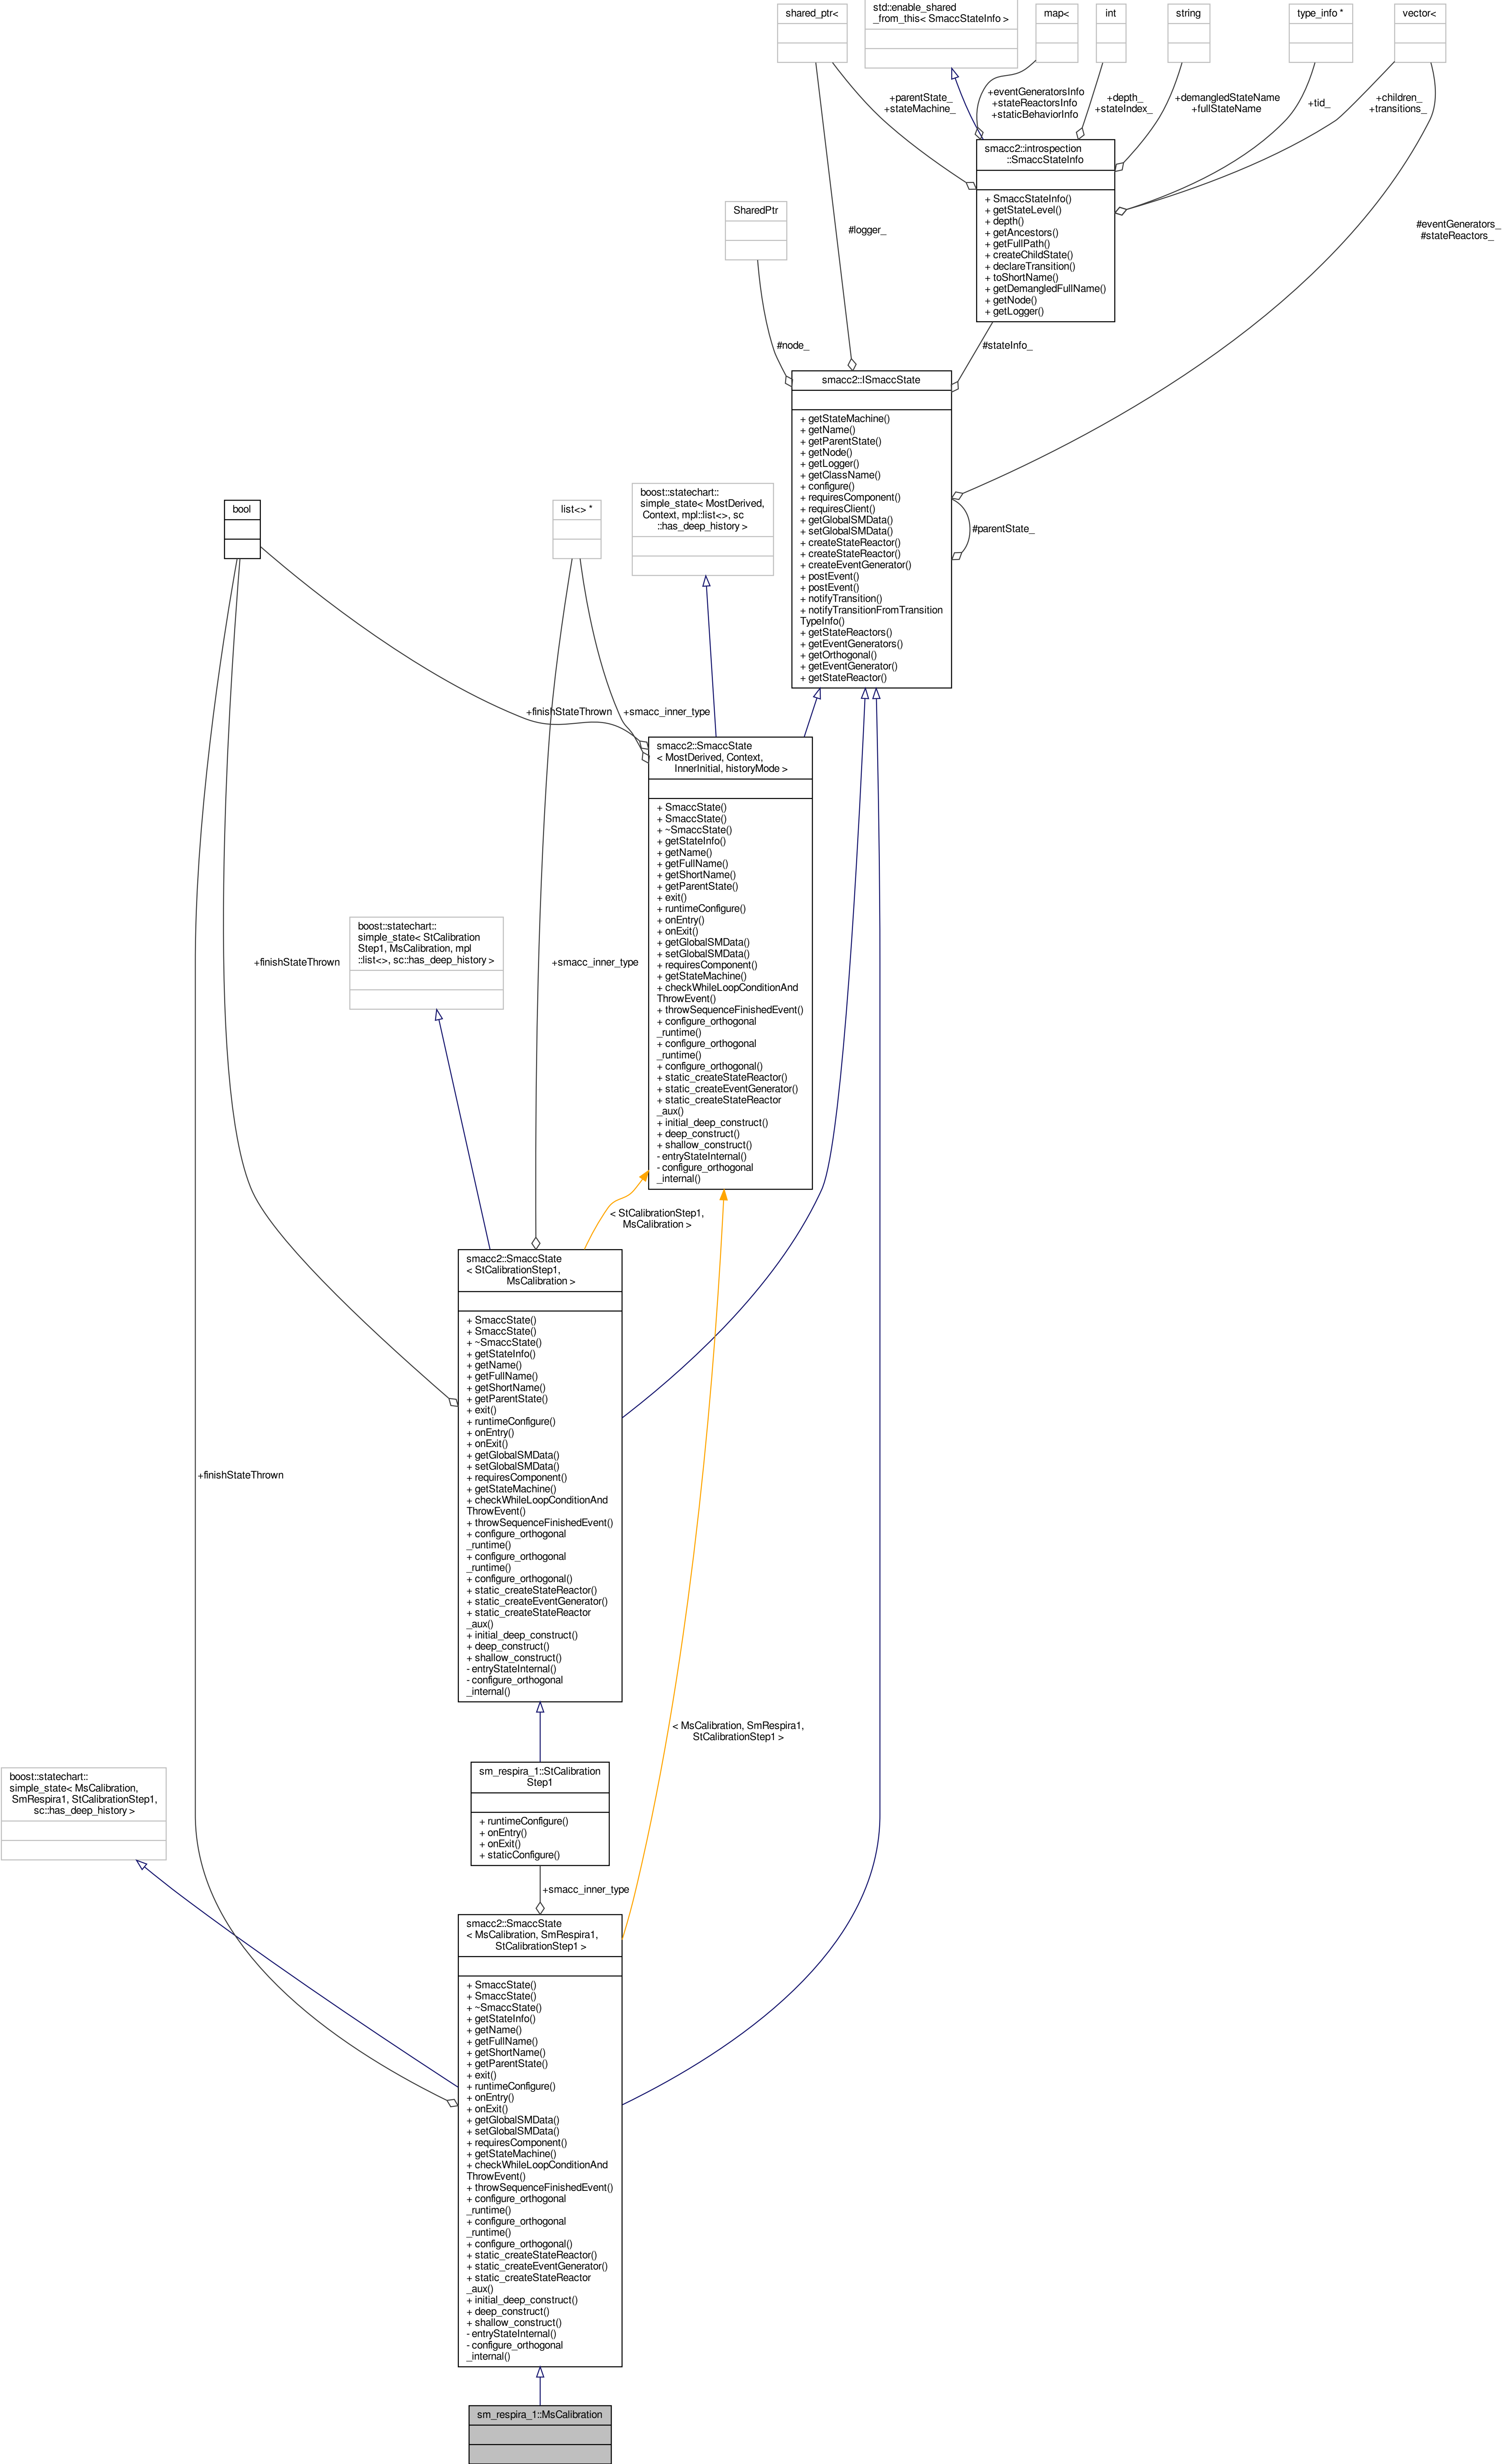 shared_ptr<
std::enable_shared
_from_this< SmaccStateInfo >
map<
int
string
type_info *
vector<
+parentState_
+stateMachine_
+eventGeneratorsInfo
+stateReactorsInfo
+staticBehaviorInfo
+depth_
+stateIndex_
+demangledStateName
+fullStateName
+tid_
+children_
+transitions_
smacc2::introspection
::SmaccStateInfo
+ SmaccStateInfo()
+ getStateLevel()
+ depth()
+ getAncestors()
+ getFullPath()
+ createChildState()
+ declareTransition()
+ toShortName()
+ getDemangledFullName()
+ getNode()
+ getLogger()
SharedPtr
#logger_
#eventGenerators_
#stateReactors_
#node_
#stateInfo_
smacc2::ISmaccState
+ getStateMachine()
+ getName()
+ getParentState()
+ getNode()
+ getLogger()
+ getClassName()
+ configure()
+ requiresComponent()
+ requiresClient()
+ getGlobalSMData()
+ setGlobalSMData()
+ createStateReactor()
+ createStateReactor()
+ createEventGenerator()
+ postEvent()
+ postEvent()
+ notifyTransition()
+ notifyTransitionFromTransition
TypeInfo()
+ getStateReactors()
+ getEventGenerators()
+ getOrthogonal()
+ getEventGenerator()
+ getStateReactor()
#parentState_
bool
list<> *
boost::statechart::
simple_state< MostDerived,
Context, mpl::list<>, sc
::has_deep_history >
+finishStateThrown
+smacc_inner_type
smacc2::SmaccState
< MostDerived, Context,
InnerInitial, historyMode >
+ SmaccState()
+ SmaccState()
+ ~SmaccState()
+ getStateInfo()
+ getName()
+ getFullName()
+ getShortName()
+ getParentState()
+ exit()
+ runtimeConfigure()
+ onEntry()
+ onExit()
+ getGlobalSMData()
+ setGlobalSMData()
+ requiresComponent()
+ getStateMachine()
+ checkWhileLoopConditionAnd
ThrowEvent()
+ throwSequenceFinishedEvent()
+ configure_orthogonal
_runtime()
+ configure_orthogonal
_runtime()
+ configure_orthogonal()
+ static_createStateReactor()
+ static_createEventGenerator()
+ static_createStateReactor
_aux()
+ initial_deep_construct()
+ deep_construct()
+ shallow_construct()
- entryStateInternal()
- configure_orthogonal
_internal()
boost::statechart::
simple_state< StCalibration
Step1, MsCalibration, mpl
::list<>, sc::has_deep_history >
+finishStateThrown
+smacc_inner_type
< StCalibrationStep1,
MsCalibration >
smacc2::SmaccState
< StCalibrationStep1,
MsCalibration >
+ SmaccState()
+ SmaccState()
+ ~SmaccState()
+ getStateInfo()
+ getName()
+ getFullName()
+ getShortName()
+ getParentState()
+ exit()
+ runtimeConfigure()
+ onEntry()
+ onExit()
+ getGlobalSMData()
+ setGlobalSMData()
+ requiresComponent()
+ getStateMachine()
+ checkWhileLoopConditionAnd
ThrowEvent()
+ throwSequenceFinishedEvent()
+ configure_orthogonal
_runtime()
+ configure_orthogonal
_runtime()
+ configure_orthogonal()
+ static_createStateReactor()
+ static_createEventGenerator()
+ static_createStateReactor
_aux()
+ initial_deep_construct()
+ deep_construct()
+ shallow_construct()
- entryStateInternal()
- configure_orthogonal
_internal()
+finishStateThrown
< MsCalibration, SmRespira1,
StCalibrationStep1 >
boost::statechart::
simple_state< MsCalibration,
SmRespira1, StCalibrationStep1,
sc::has_deep_history >
sm_respira_1::StCalibration
Step1
+ runtimeConfigure()
+ onEntry()
+ onExit()
+ staticConfigure()
+smacc_inner_type
smacc2::SmaccState
< MsCalibration, SmRespira1,
StCalibrationStep1 >
+ SmaccState()
+ SmaccState()
+ ~SmaccState()
+ getStateInfo()
+ getName()
+ getFullName()
+ getShortName()
+ getParentState()
+ exit()
+ runtimeConfigure()
+ onEntry()
+ onExit()
+ getGlobalSMData()
+ setGlobalSMData()
+ requiresComponent()
+ getStateMachine()
+ checkWhileLoopConditionAnd
ThrowEvent()
+ throwSequenceFinishedEvent()
+ configure_orthogonal
_runtime()
+ configure_orthogonal
_runtime()
+ configure_orthogonal()
+ static_createStateReactor()
+ static_createEventGenerator()
+ static_createStateReactor
_aux()
+ initial_deep_construct()
+ deep_construct()
+ shallow_construct()
- entryStateInternal()
- configure_orthogonal
_internal()
sm_respira_1::MsCalibration